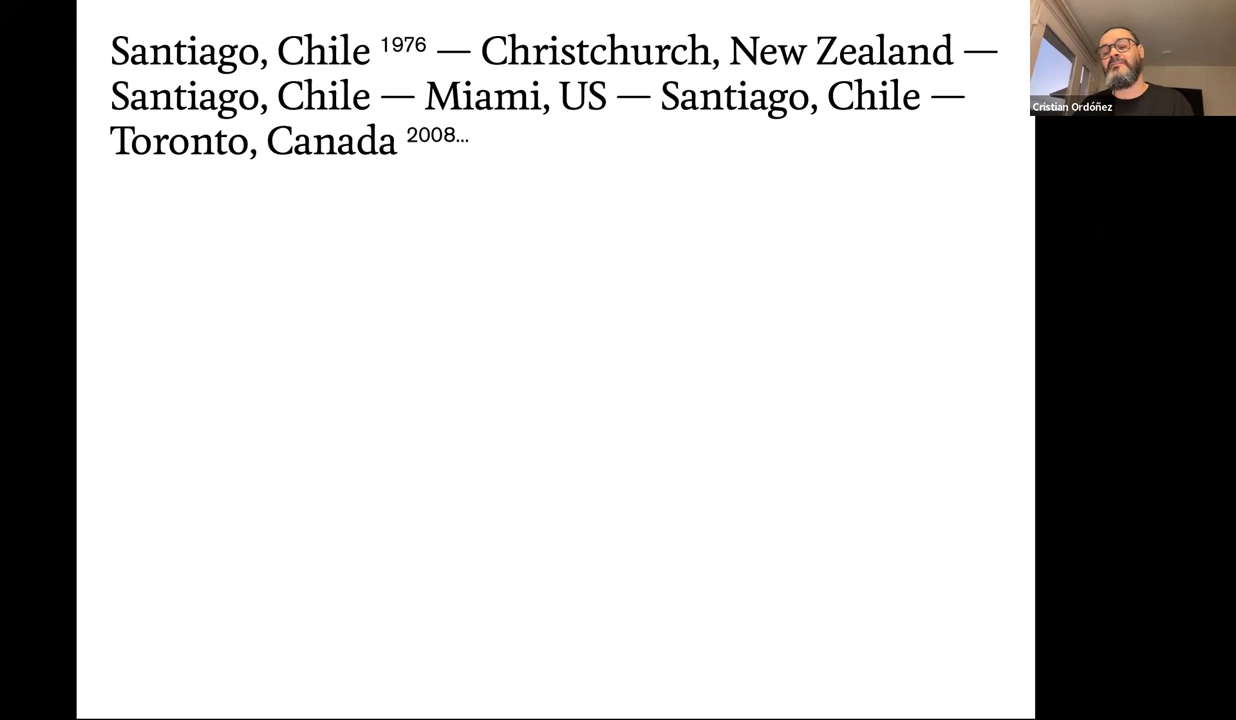 Santiago, Chile 1976 — Christchurch, New Zealand —
Santiago, Chile — Miami, US — Santiago, Chile —
Toronto, Canada 2008...
Cristian Ordóñez